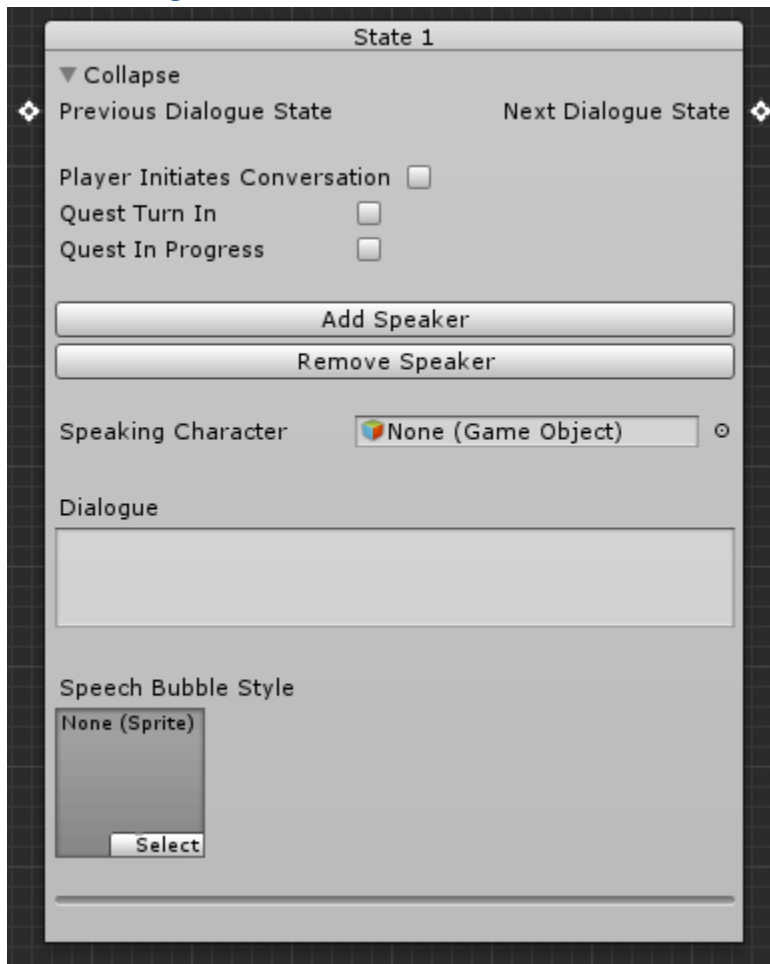 State 1
Collapse
Previous Dialogue State Next Dialogue State
Player Initiates Conversation
Quest Turn In
Quest In Progress
Add Speaker
Remove Speaker
Speaking Character None (Game Object)
Dialogue
Speech Bubble Style
None (Sprite)
Select